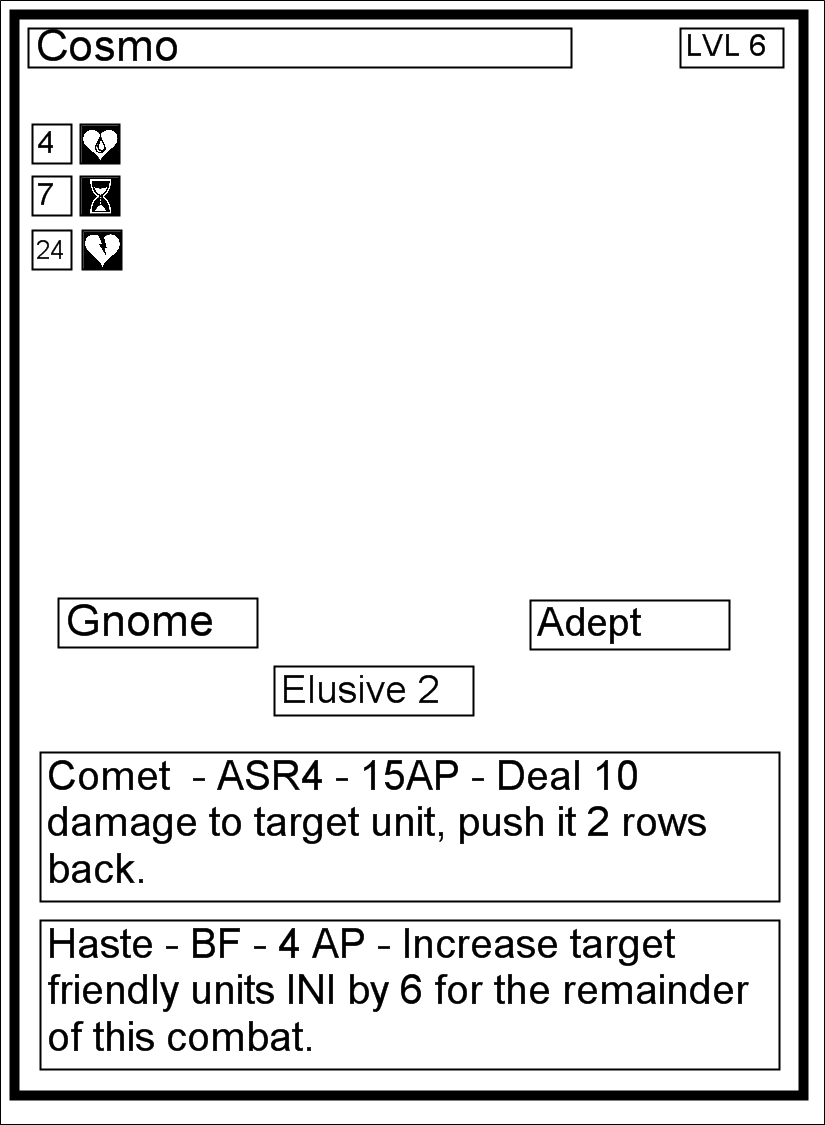 Cosmo
LVL 6
4
7
24
Gnome
Adept
Elusive 2
Comet - ASR4 - 15AP - Deal 10
damage to target unit, push it 2 rows
back.
Haste - BF - 4 AP - Increase target
friendly units INI by 6 for the remainder
of this combat.